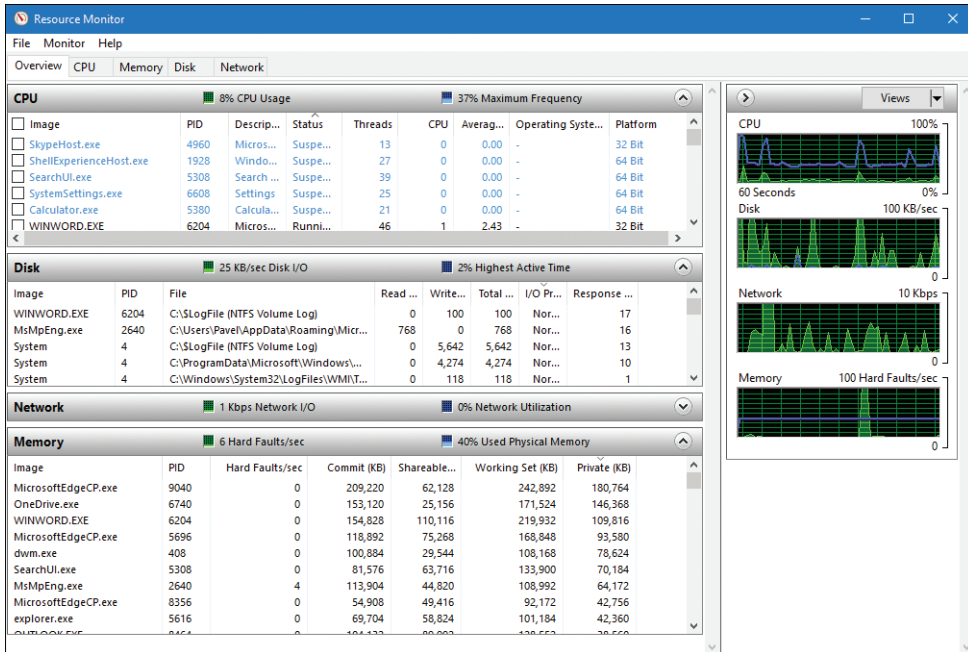 Resource Monitor
File Monitor Help
Overview CPU Memory Disk Network
CPU 8% CPU Usage 37% Maximum Frequency
Image PID Descrip... Status Threads CPU Averag... Operating Syste... Platform
SkypeHost.exe 4960 Micros... Suspe... 13 0 0.00 - 32 Bit
ShellExperienceHost.exe 1928 Windo... Suspe... 27 0 0.00 - 64 Bit
SearchUI.exe 5308 Search ... Suspe... 39 0 0.00 - 64 Bit
SystemSettings.exe 6608 Settings Suspe... 25 0 0.00 - 64 Bit
Calculator.exe 5380 Calcula... Suspe... 21 0 0.00 - 64 Bit
WINWORD.EXE 6204 Micros... Runni... 46 1 2.43 - 32 Bit
Disk 25 KB/sec Disk I/O 2% Highest Active Time
Image PID File Read ... Write... Total ... I/O Pr... Response ...
WINWORD.EXE 6204 C:\$LogFile (NTFS Volume Log) 0 100 100 Nor... 17
MsMpEng.exe 2640 C:\Users\Pavel\AppData\Roaming\Micr... 768 0 768 Nor... 16
System 4 C:\$LogFile (NTFS Volume Log) 0 5,642 5,642 Nor... 13
System 4 C:\ProgramData\Microsoft\Windows\... 0 4,274 4,274 Nor... 10
System 4 C:\Windows\System32\LogFiles\WMI\T... 0 118 118 Nor... 1
Network 1 Kbps Network I/O 0% Network Utilization
Memory 6 Hard Faults/sec 40% Used Physical Memory
Image PID Hard Faults/sec Commit (KB) Shareable... Working Set (KB) Private (KB)
MicrosoftEdgeCP.exe 9040 0 209,220 62,128 242,892 180,764
OneDrive.exe 6740 0 153,120 25,156 171,524 146,368
WINWORD.EXE 6204 0 154,828 110,116 219,932 109,816
MicrosoftEdgeCP.exe 5696 0 118,892 75,268 168,848 93,580
dwm.exe 408 0 100,884 29,544 108,168 78,624
SearchUI.exe 5308 0 81,576 63,716 133,900 70,184
MsMpEng.exe 2640 4 113,904 44,820 108,992 64,172
MicrosoftEdgeCP.exe 8356 0 54,908 49,416 92,172 42,756
explorer.exe 5616 0 69,704 58,824 101,184 42,360
OUTLOOK.EXE
Views
CPU 100%
60 Seconds 0%
Disk 100 KB/sec
0
Network 10 Kbps
0
Memory 100 Hard Faults/sec
0